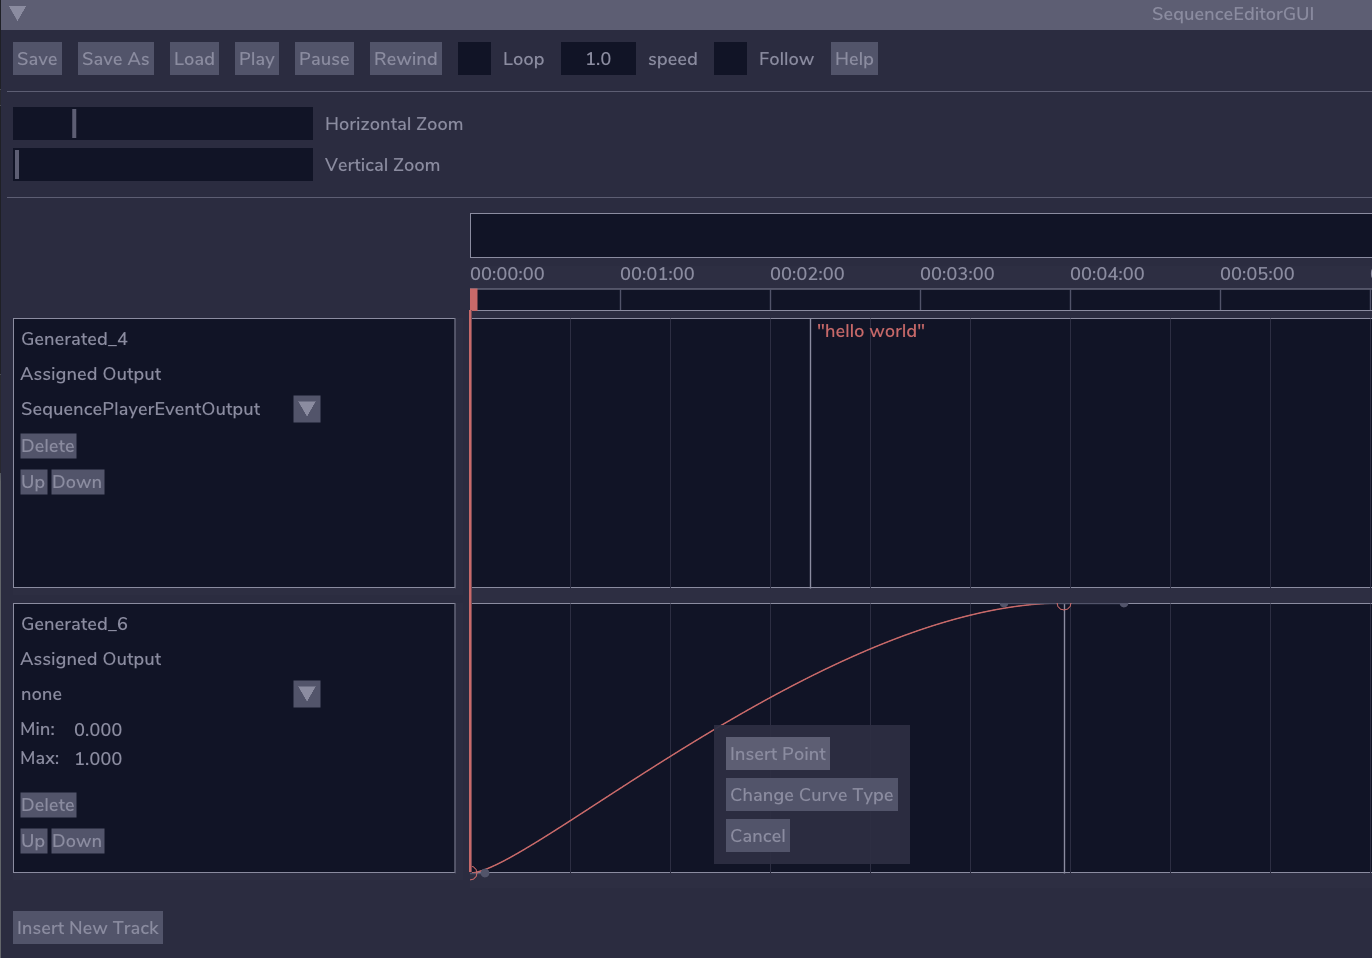 SequenceEditorGUI
Save Save As Load Play Pause Rewind Loop 1.0 speed Follow Help
Horizontal Zoom
Vertical Zoom
00:00:00 00:01:00 00:02:00 00:03:00 00:04:00 00:05:00
Generated_4
"hello world"
Assigned Output
SequencePlayerEventOutput
Delete
Up Down
Generated_6
Assigned Output
none
Min: 0.000
Max: 1.000
Delete
Up Down
Insert Point
Change Curve Type
Cancel
Insert New Track